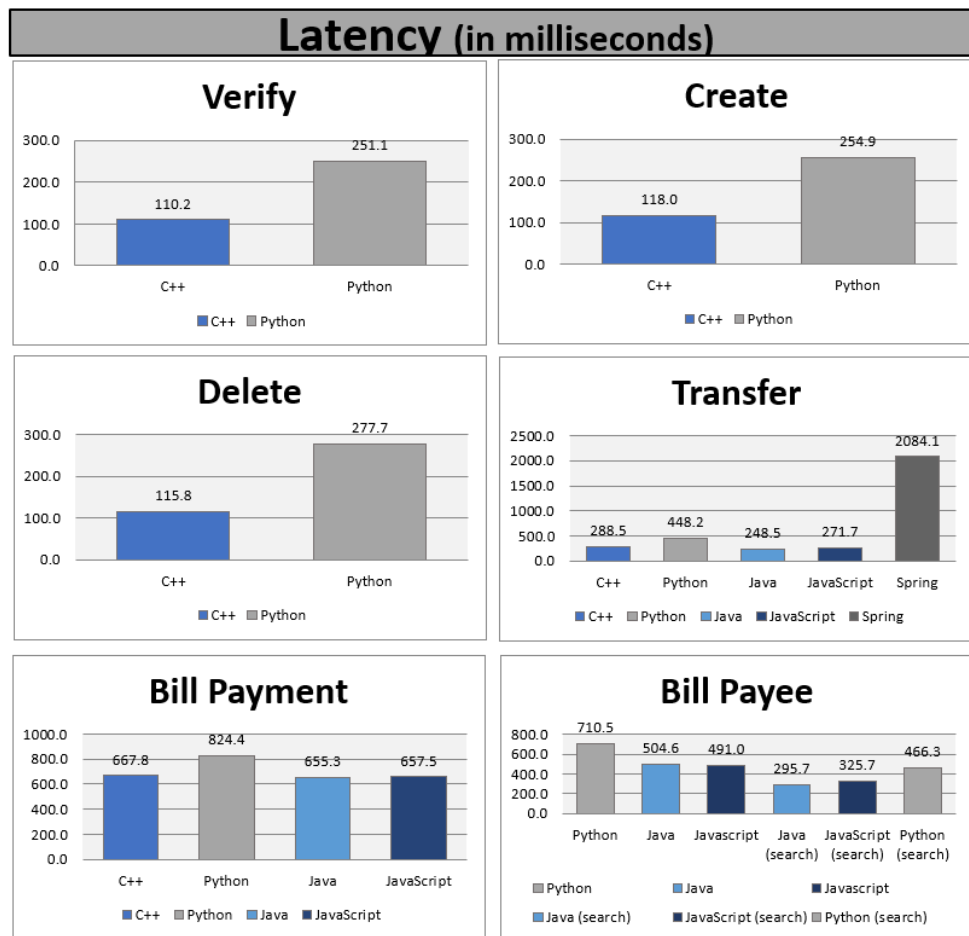 Latency (in milliseconds)
Verify
300.0
251.1
200.0
110.2
100.0
0.0
C++ Python
C++ Python
Create
300.0
254.9
200.0
118.0
100.0
0.0
C++ Python
C++ Python
Delete
300.0
277.7
200.0
115.8
100.0
0.0
C++ Python
C++ Python
Transfer
2500.0
2084.1
2000.0
1500.0
1000.0
500.0
288.5 448.2 248.5 271.7
0.0
C++ Python Java JavaScript Spring
C++ Python Java JavaScript Spring
Bill Payment
1000.0
824.4
800.0
667.8 655.3 657.5
600.0
400.0
200.0
0.0
C++ Python Java JavaScript
C++ Python Java JavaScript
Bill Payee
800.0
710.5
600.0
504.6 491.0 466.3
400.0
295.7 325.7
200.0
0.0
Python Java Javascript Java JavaScript Python
(search) (search) (search)
Python Java Javascript
Java (search) JavaScript (search) Python (search)